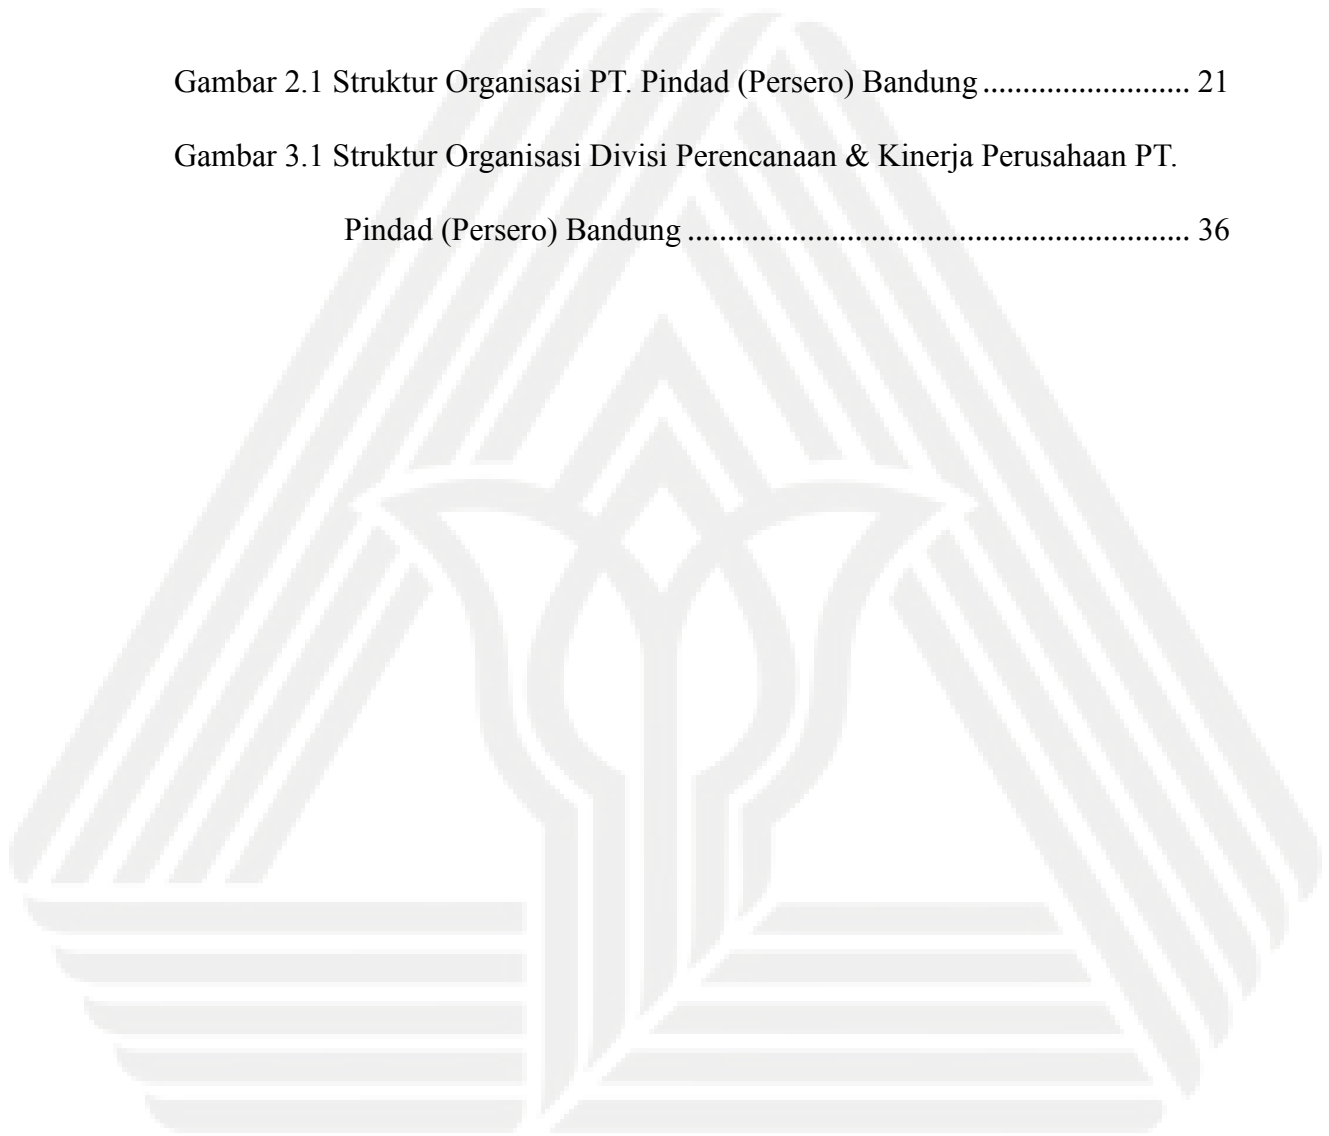 Gambar 2.1 Struktur Organisasi PT. Pindad (Persero) Bandung .......................... 21
Gambar 3.1 Struktur Organisasi Divisi Perencanaan & Kinerja Perusahaan PT.
Pindad (Persero) Bandung ............................................................... 36